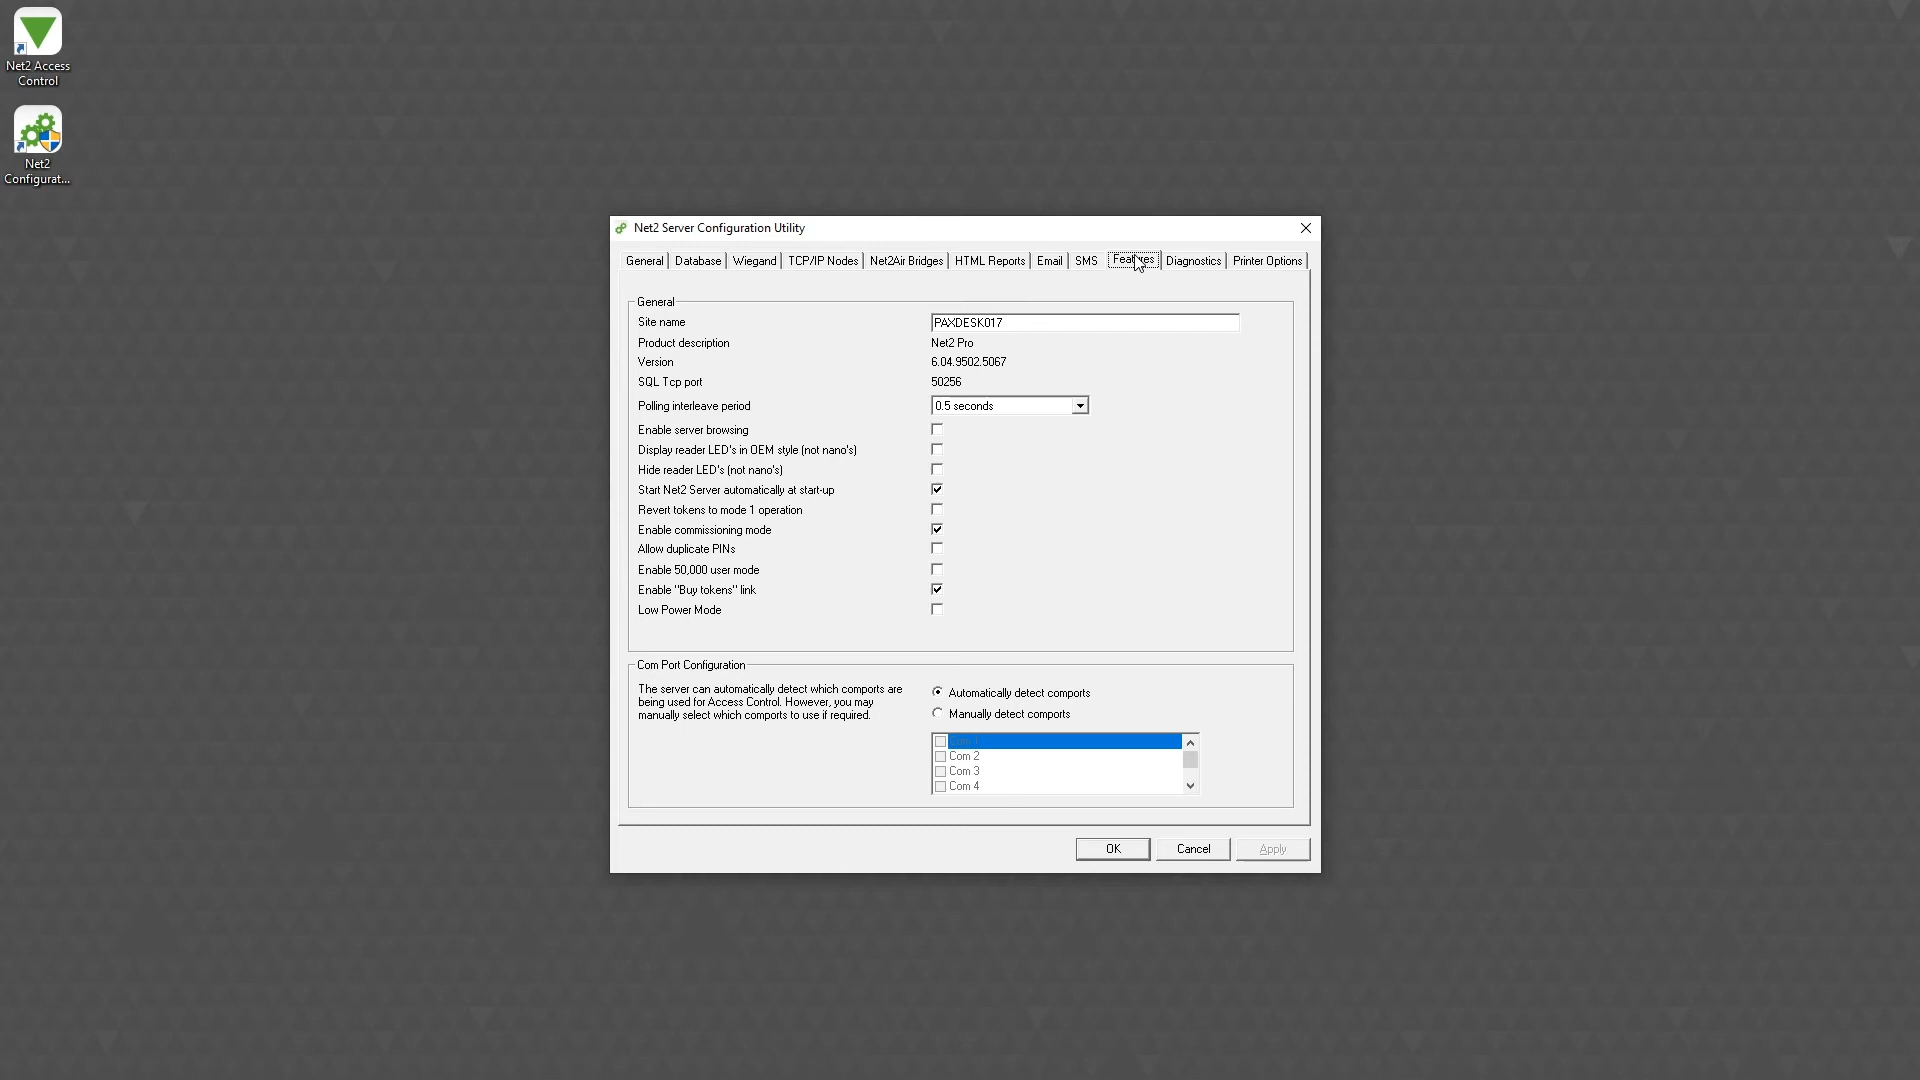 Net2 Access
Control
Net2
Configurat...
Net2 Server Configuration Utility
General Database Wiegand TCP/IP Nodes Net2Air Bridges HTML Reports Email SMS Features Diagnostics Printer Options
General
Site name PAXDESK017
Product description Net2 Pro
Version 6.04.9502.5067
SQL Tcp port 50256
Polling interleave period 0.5 seconds
Enable server browsing
Display reader LED's in OEM style (not nano's)
Hide reader LED's (not nano's)
Start Net2 Server automatically at start-up
Revert tokens to mode 1 operation
Enable commissioning mode
Allow duplicate PINs
Enable 50,000 user mode
Enable "Buy tokens" link
Low Power Mode
Com Port Configuration
The server can automatically detect which comports are
being used for Access Control. However, you may
manually select which comports to use if required.
Automatically detect comports
Manually detect comports
Com 1
Com 2
Com 3
Com 4
OK Cancel Apply